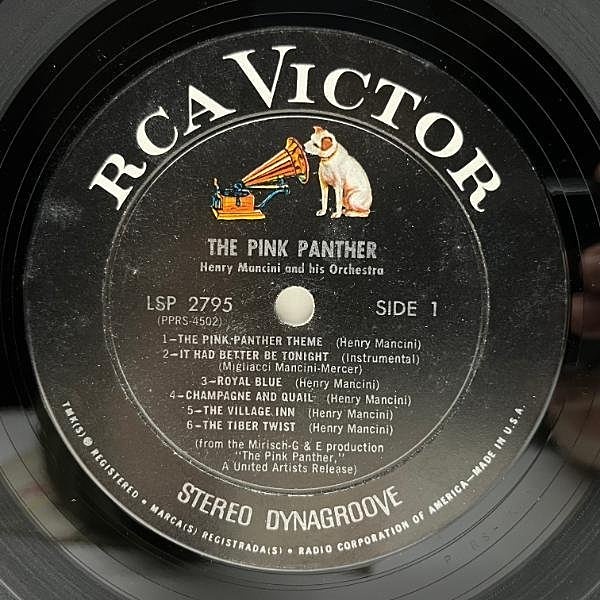 RCA VICTOR
THE PINK PANTHER
Henry Mancini and his Orchestra
LSP 2795 SIDE 1
(PPRS-4502)
1-THE PINK PANTHER THEME (Henry Mancini)
2-IT HAD BETTER BE TONIGHT (Instrumental)
(Migliacci Mancini-Mercer)
3-ROYAL BLUE (Henry Mancini)
4-CHAMPAGNE AND QUAIL (Henry Mancini)
5-THE VILLAGE INN (Henry Mancini)
6-THE TIBER TWIST (Henry Mancini)
(from the Mirisch-G & E production
"The Pink Panther,"
A United Artists Release)
STEREO DYNAGROOVE
TMK(S) ® REGISTERED • MARCA(S) REGISTRADA(S) • RADIO CORPORATION OF AMERICA—MADE IN U.S.A.